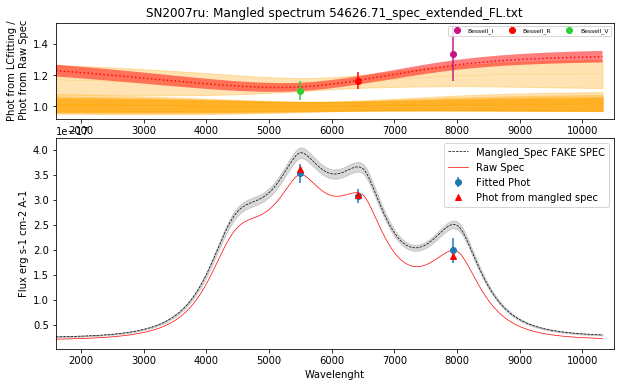 SN2007ru: Mangled spectrum 54626.71_spec_extended_FL.txt
Phot from LCfitting /
Phot from Raw Spec
1.4
1.2
1.0
Bessell_I
Bessell_R
Bessell_V
2000 3000 4000 5000 6000 7000 8000 9000 10000
1e−17
Flux erg s-1 cm-2 A-1
4.0
3.5
3.0
2.5
2.0
1.5
1.0
0.5
Mangled_Spec FAKE SPEC
Raw Spec
Fitted Phot
Phot from mangled spec
2000 3000 4000 5000 6000 7000 8000 9000 10000
Wavelenght